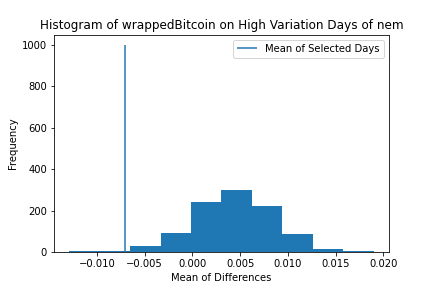 Histogram of wrappedBitcoin on High Variation Days of nem
Mean of Selected Days
Frequency
1000
800
600
400
200
0
−0.010 −0.005 0.000 0.005 0.010 0.015 0.020
Mean of Differences